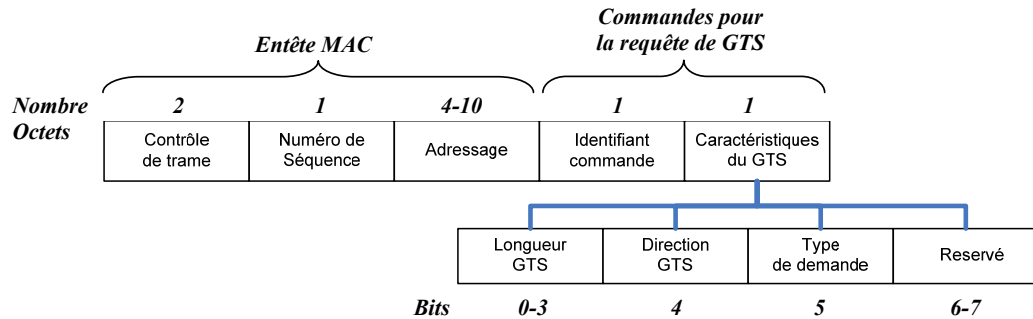 Commandes pour
la requête de GTS
Entête MAC
Nombre
Octets
2
1
4-10
1
1
Contrôle
de trame
Numéro de
Séquence
Adressage
Identifiant
commande
Caractéristiques
du GTS
Longueur
GTS
Direction
GTS
Type
de demande
Reservé
Bits
0-3
4
5
6-7